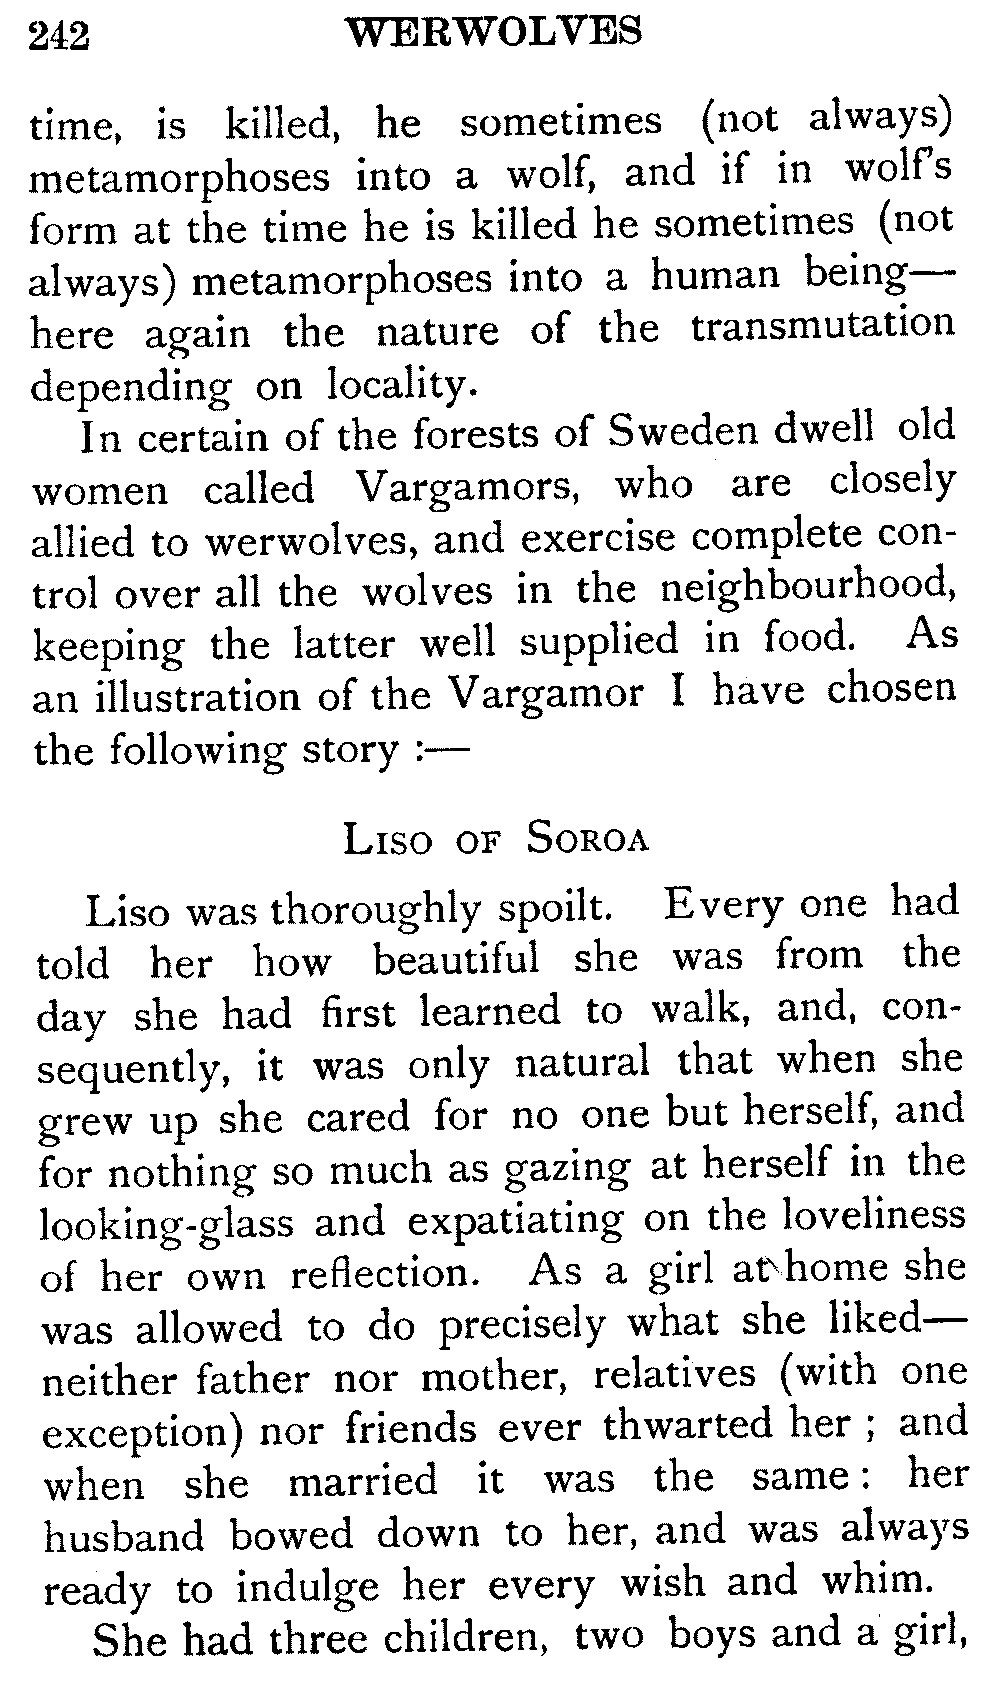 242 WERWOLVES
time, is killed, he sometimes (not always)
metamorphoses into a wolf, and if in wolf's
form at the time he is killed he sometimes (not
always) metamorphoses into a human being—
here again the nature of the transmutation
depending on locality.
In certain of the forests of Sweden dwell old
women called Vargamors, who are closely
allied to werwolves, and exercise complete con-
trol over all the wolves in the neighbourhood,
keeping the latter well supplied in food. As
an illustration of the Vargamor I have chosen
the following story :—
LISO OF SOROA
Liso was thoroughly spoilt. Every one had
told her how beautiful she was from the
day she had first learned to walk, and, con-
sequently, it was only natural that when she
grew up she cared for no one but herself, and
for nothing so much as gazing at herself in the
looking-glass and expatiating on the loveliness
of her own reflection. As a girl at home she
was allowed to do precisely what she liked—
neither father nor mother, relatives (with one
exception) nor friends ever thwarted her ; and
when she married it was the same : her
husband bowed down to her, and was always
ready to indulge her every wish and whim.
She had three children, two boys and a girl,